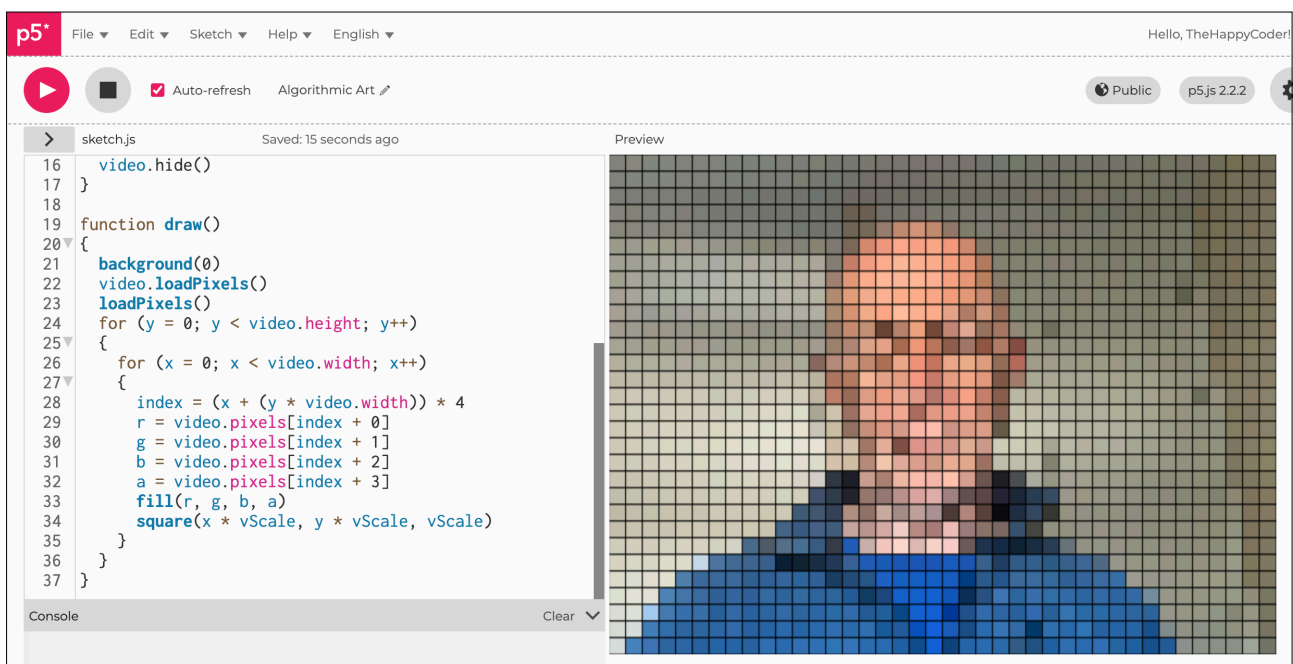 p5* File Edit Sketch Help English Hello, TheHappyCoder!
Auto-refresh Algorithmic Art Public p5.js 2.2.2
sketch.js Saved: 15 seconds ago Preview
16 video.hide()
17 }
18
19 function draw()
20 {
21 background(0)
22 video.loadPixels()
23 loadPixels()
24 for (y = 0; y < video.height; y++)
25 {
26 for (x = 0; x < video.width; x++)
27 {
28 index = (x + (y * video.width)) * 4
29 r = video.pixels[index + 0]
30 g = video.pixels[index + 1]
31 b = video.pixels[index + 2]
32 a = video.pixels[index + 3]
33 fill(r, g, b, a)
34 square(x * vScale, y * vScale, vScale)
35 }
36 }
37 }
Console Clear